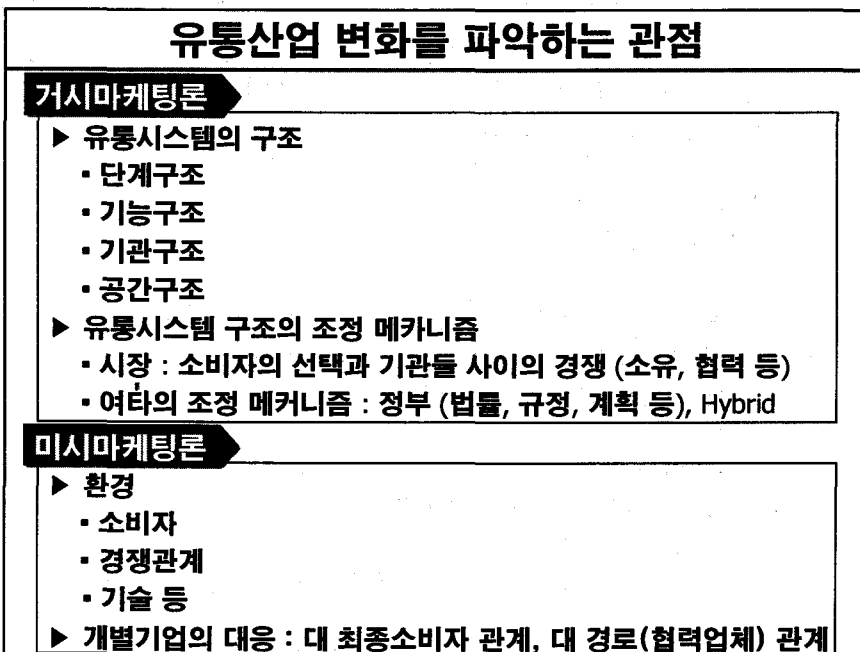 유통산업 변화를 파악하는 관점
거시마케팅론
▶ 유통시스템의 구조
▪ 단계구조
▪ 기능구조
▪ 기관구조
▪ 공간구조
▶ 유통시스템 구조의 조정 메카니즘
▪ 시장 : 소비자의 선택과 기관들 사이의 경쟁 (소유, 협력 등)
▪ 여타의 조정 메커니즘 : 정부 (법률, 규정, 계획 등), Hybrid
미시마케팅론
▶ 환경
▪ 소비자
▪ 경쟁관계
▪ 기술 등
▶ 개별기업의 대응 : 대 최종소비자 관계, 대 경로(협력업체) 관계